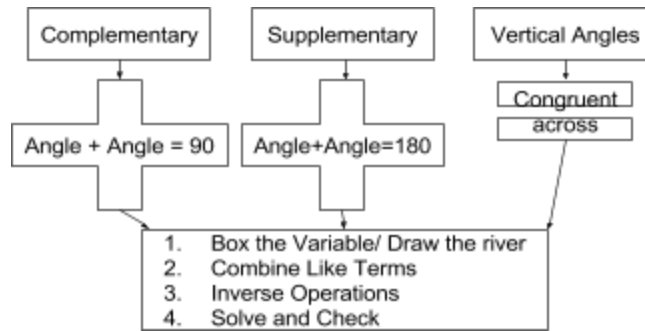 Complementary
Supplementary
Vertical Angles
Angle + Angle = 90
Angle+Angle=180
Congruent
across
1. Box the Variable/ Draw the river
2. Combine Like Terms
3. Inverse Operations
4. Solve and Check